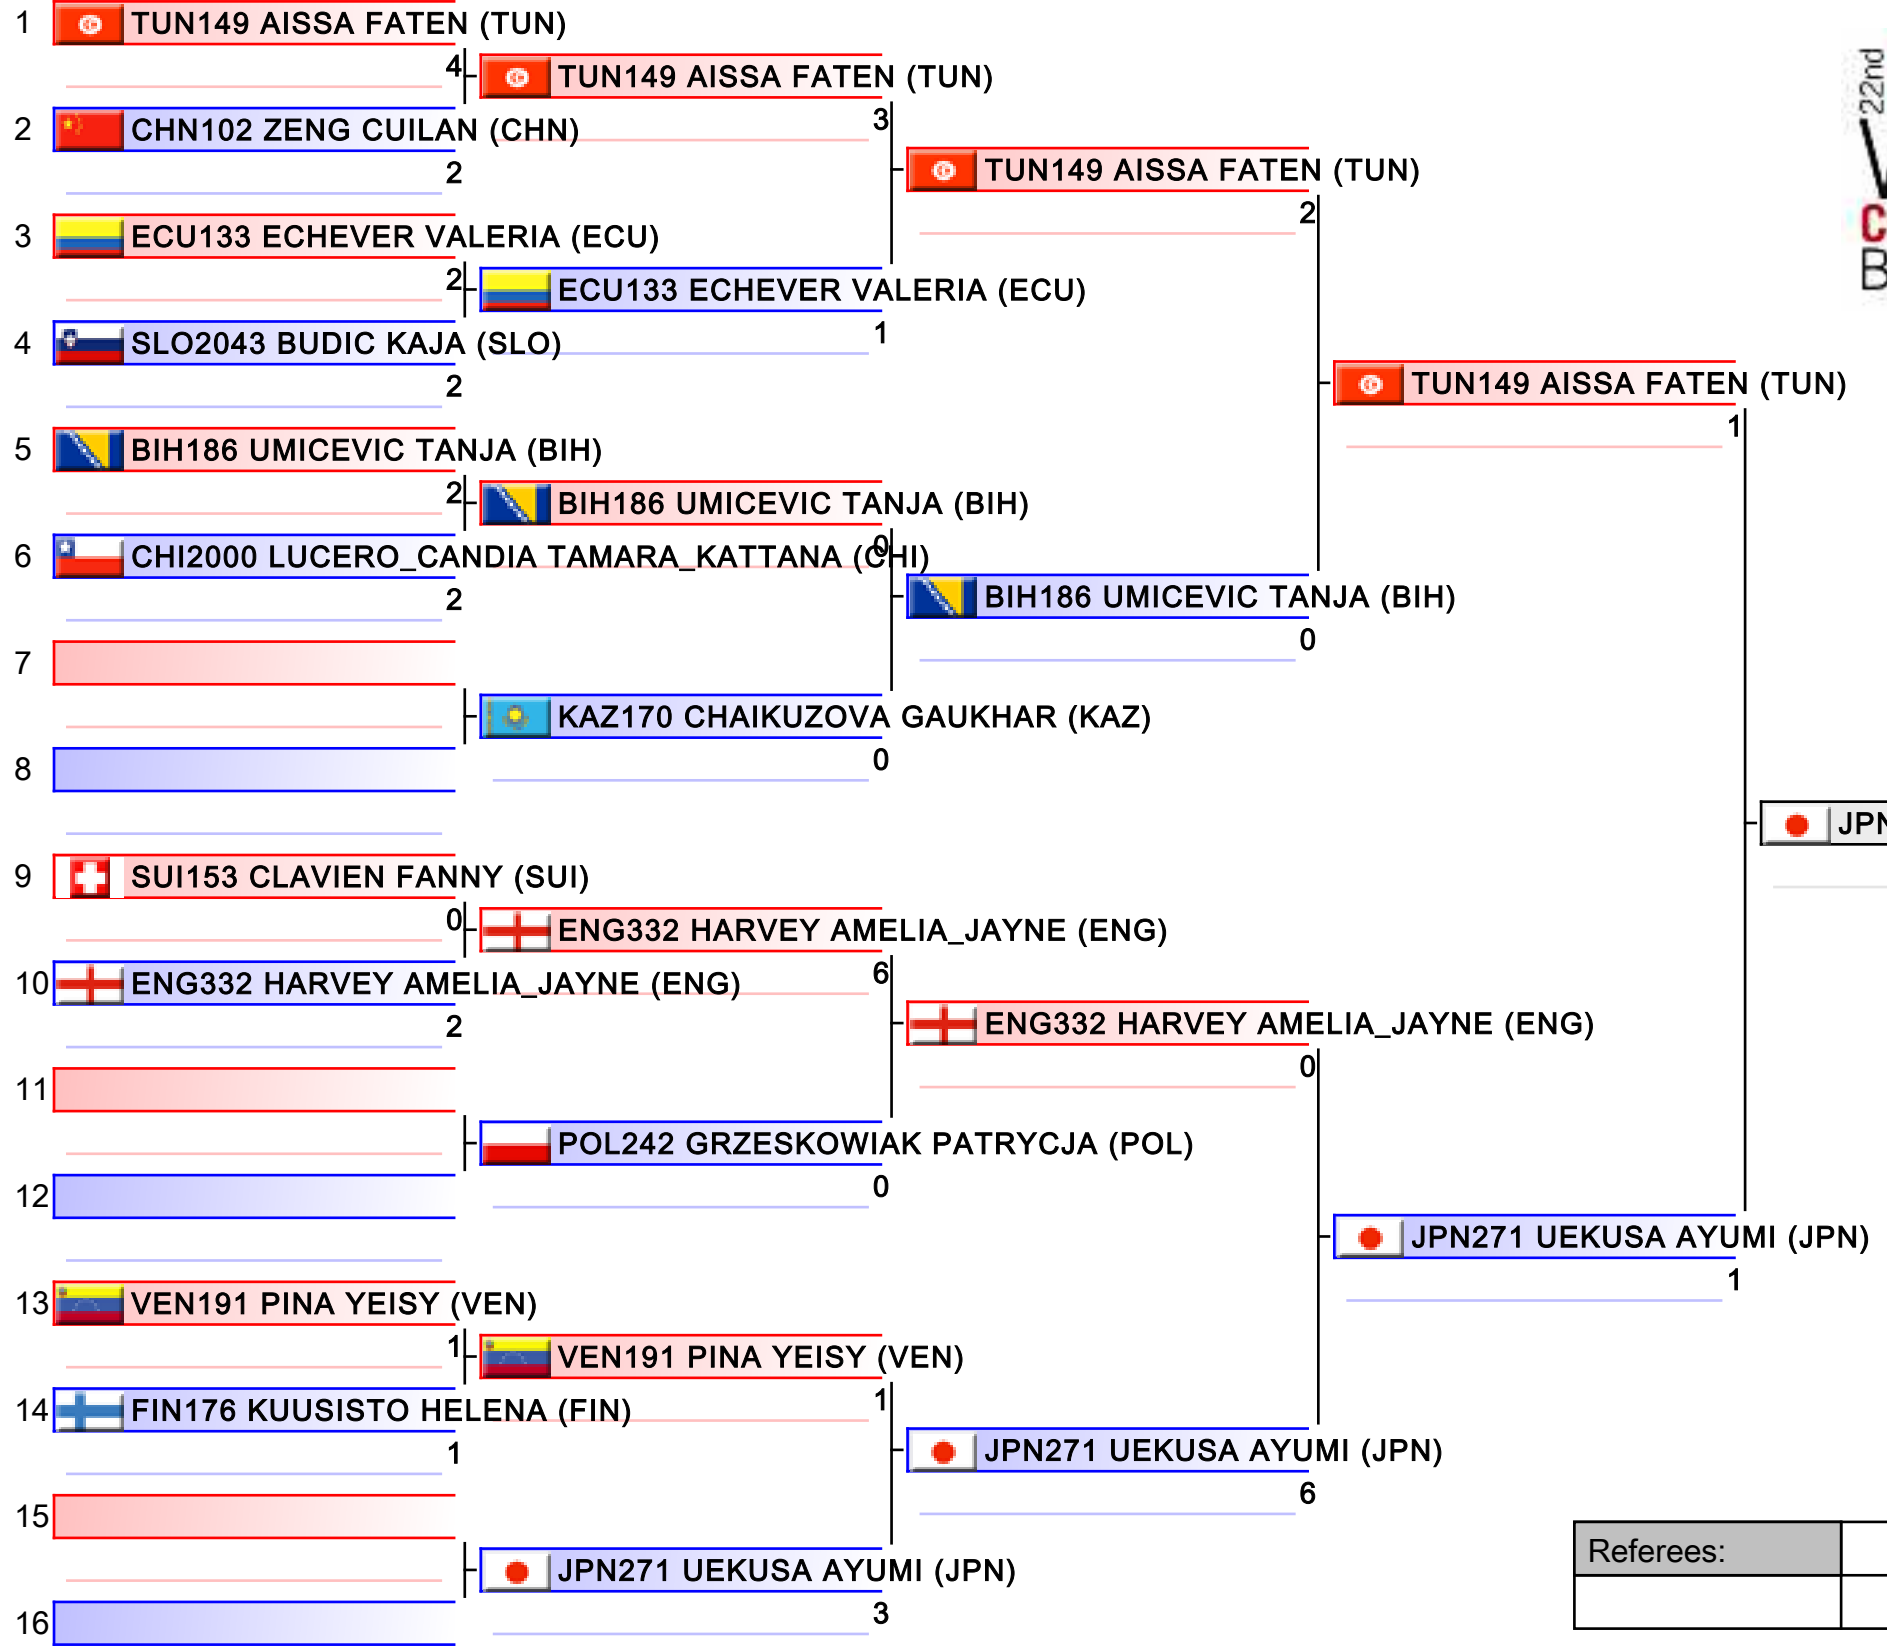 1 TUN149 AISSA FATEN (TUN)
4
TUN149 AISSA FATEN (TUN)
3
2 CHN102 ZENG CUILAN (CHN)
2
TUN149 AISSA FATEN (TUN)
2
3 ECU133 ECHEVER VALERIA (ECU)
2
ECU133 ECHEVER VALERIA (ECU)
1
4 SLO2043 BUDIC KAJA (SLO)
2
TUN149 AISSA FATEN (TUN)
1
5 BIH186 UMICEVIC TANJA (BIH)
2
BIH186 UMICEVIC TANJA (BIH)
0
6 CHI2000 LUCERO_CANDIA TAMARA_KATTANA (CHI)
2
BIH186 UMICEVIC TANJA (BIH)
0
7
KAZ170 CHAIKUZOVA GAUKHAR (KAZ)
0
8
JPN
9 SUI153 CLAVIEN FANNY (SUI)
0
ENG332 HARVEY AMELIA_JAYNE (ENG)
6
10 ENG332 HARVEY AMELIA_JAYNE (ENG)
2
ENG332 HARVEY AMELIA_JAYNE (ENG)
0
11
POL242 GRZESKOWIAK PATRYCJA (POL)
0
12
JPN271 UEKUSA AYUMI (JPN)
1
13 VEN191 PINA YEISY (VEN)
1
VEN191 PINA YEISY (VEN)
1
14 FIN176 KUUSISTO HELENA (FIN)
1
JPN271 UEKUSA AYUMI (JPN)
6
15
JPN271 UEKUSA AYUMI (JPN)
3
16
22nd
C
B
Referees: